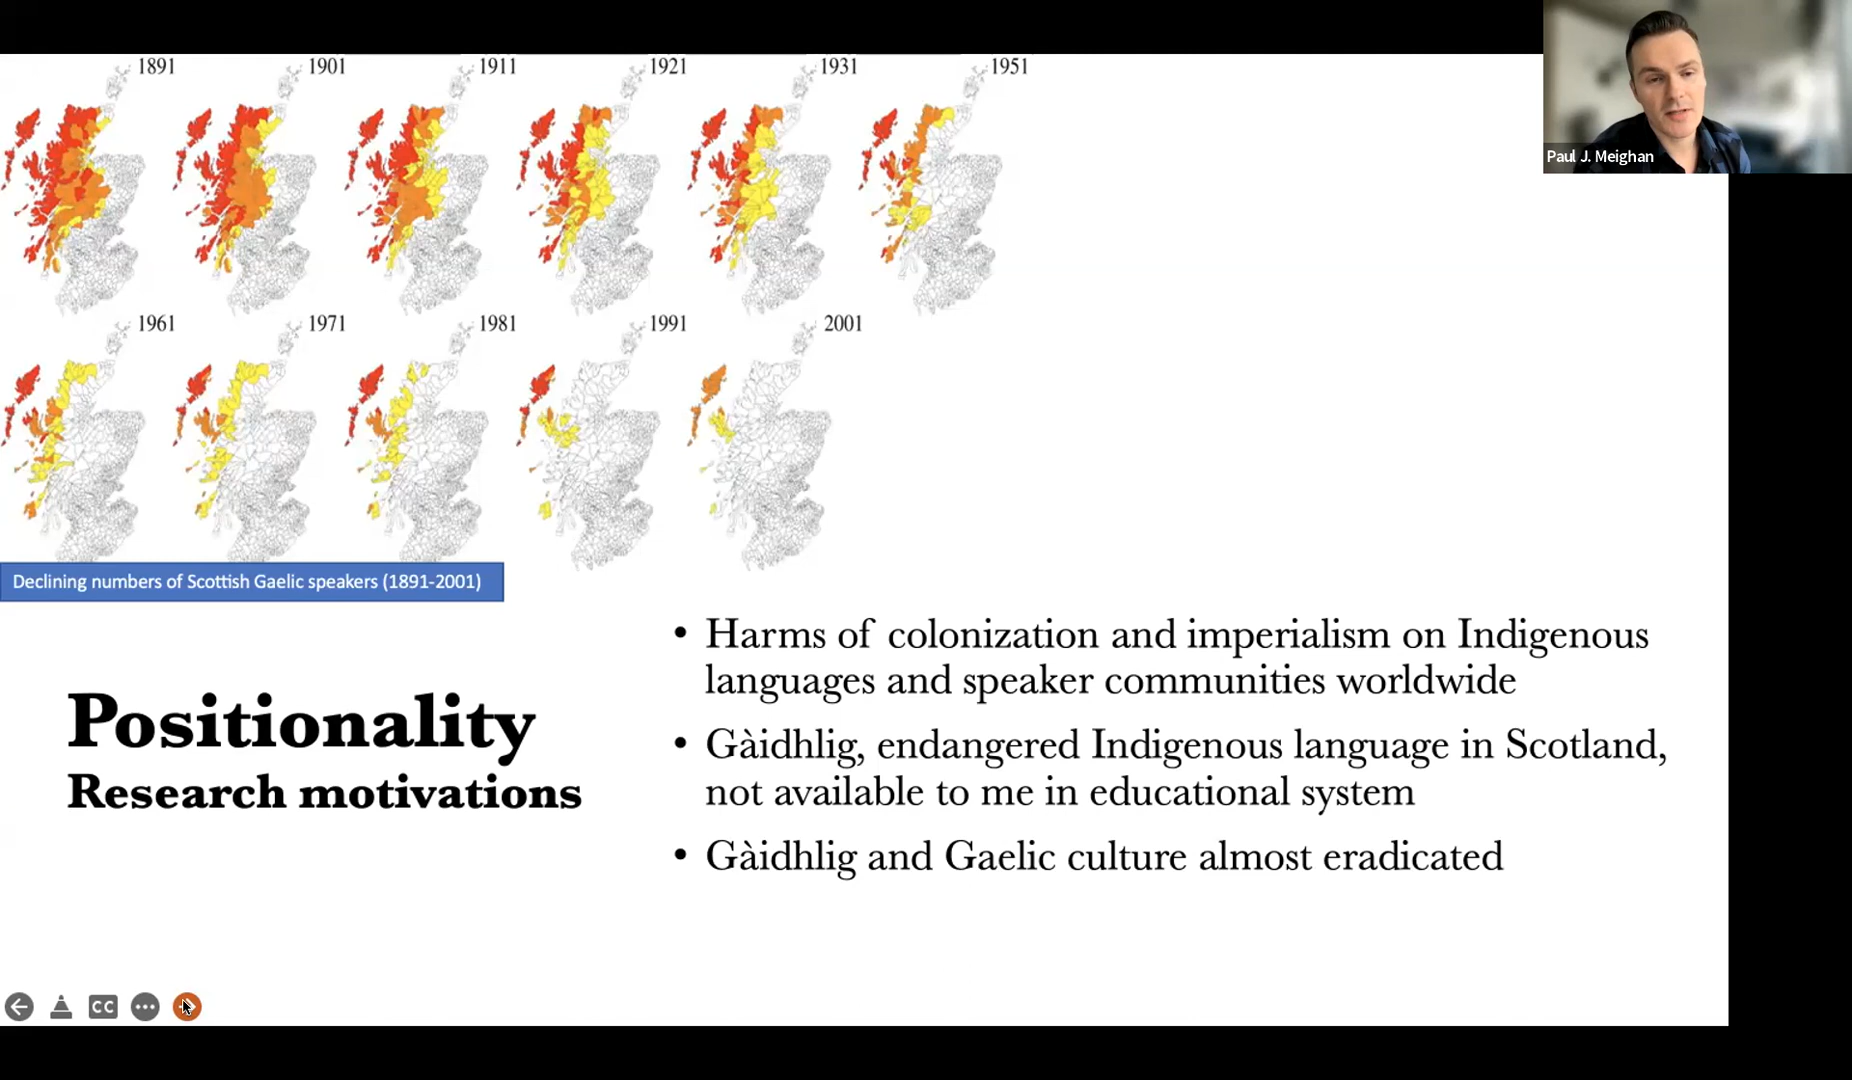 1891
1901
1911
1921
1931
1951
Paul J. Meighan
1961
1971
1981
1991
2001
Declining numbers of Scottish Gaelic speakers (1891-2001)
Positionality
Research motivations
• Harms of colonization and imperialism on Indigenous
languages and speaker communities worldwide
• Gàidhlig, endangered Indigenous language in Scotland,
not available to me in educational system
• Gàidhlig and Gaelic culture almost eradicated
CC